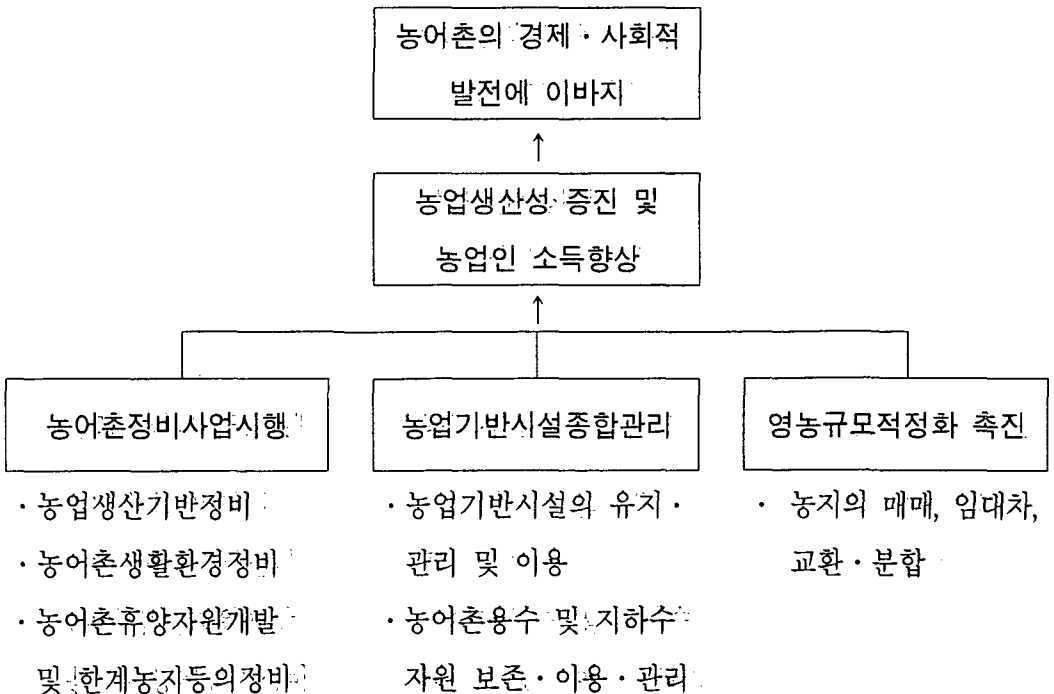 농어촌의 경제·사회적
발전에 이바지
↑
농업생산성 증진 및
농업인 소득향상
↑
농어촌정비사업시행
· 농업생산기반정비
· 농어촌생활환경정비
· 농어촌휴양자원개발
및 한계농지등의정비
농업기반시설종합관리
· 농업기반시설의 유지·
관리 및 이용
· 농어촌용수 및 지하수
자원 보존·이용·관리
영농규모적정화 촉진
· 농지의 매매, 임대차,
교환·분합